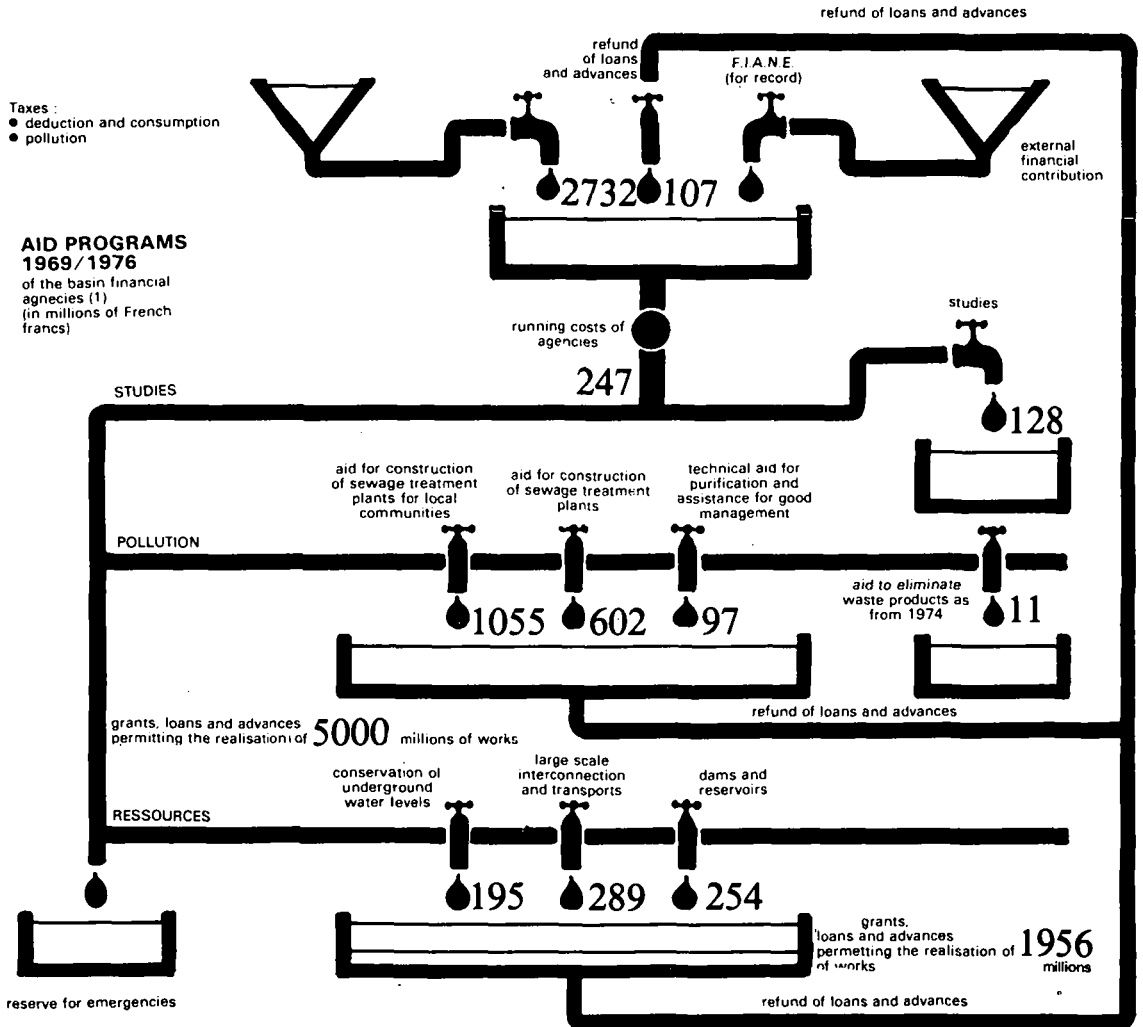 refund of loans and advances
refund
of loans
and advances
F.I.A.N.E.
(for record)
Taxes :
● deduction and consumption
● pollution
external
financial
contribution
2732
107
AID PROGRAMS
1969/1976
of the basin financial
agnecies (1)
(in millions of French
francs)
running costs of
agencies
247
studies
128
STUDIES
aid for construction
of sewage treatment
plants for local
communities
aid for construction
of sewage treatment
plants
technical aid for
purification and
assistance for good
management
POLLUTION
aid to eliminate
waste products as
from 1974
1055
602
97
11
refund of loans and advances
grants, loans and advances
permitting the realisation of 5000 millions of works
conservation of
underground
water levels
large scale
interconnection
and transports
dams and
reservoirs
RESSOURCES
195
289
254
grants,
loans and advances
permetting the realisation of 1956
of works millions
reserve for emergencies
refund of loans and advances